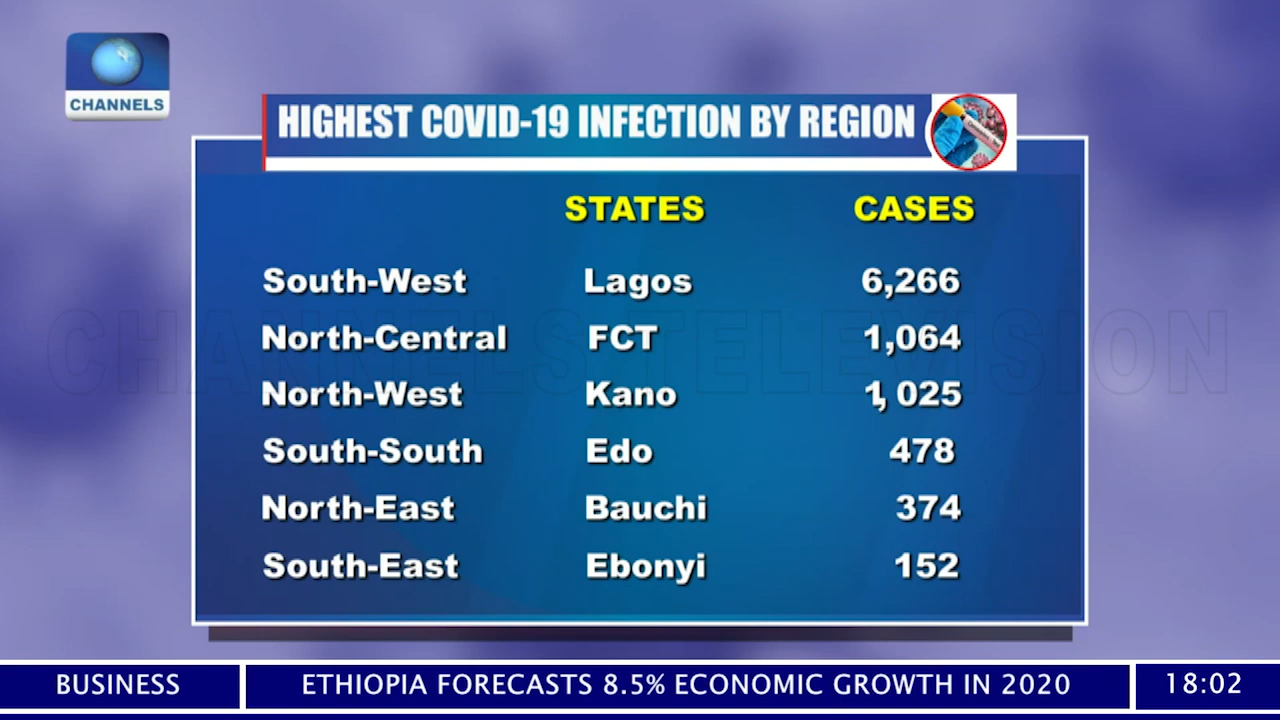 CHANNELS
HIGHEST COVID-19 INFECTION BY REGION
STATES CASES
South-West Lagos 6,266
North-Central FCT 1,064
CHANNELS TELEVISION
North-West Kano 1, 025
South-South Edo 478
North-East Bauchi 374
South-East Ebonyi 152
BUSINESS ETHIOPIA FORECASTS 8.5% ECONOMIC GROWTH IN 2020 18:02